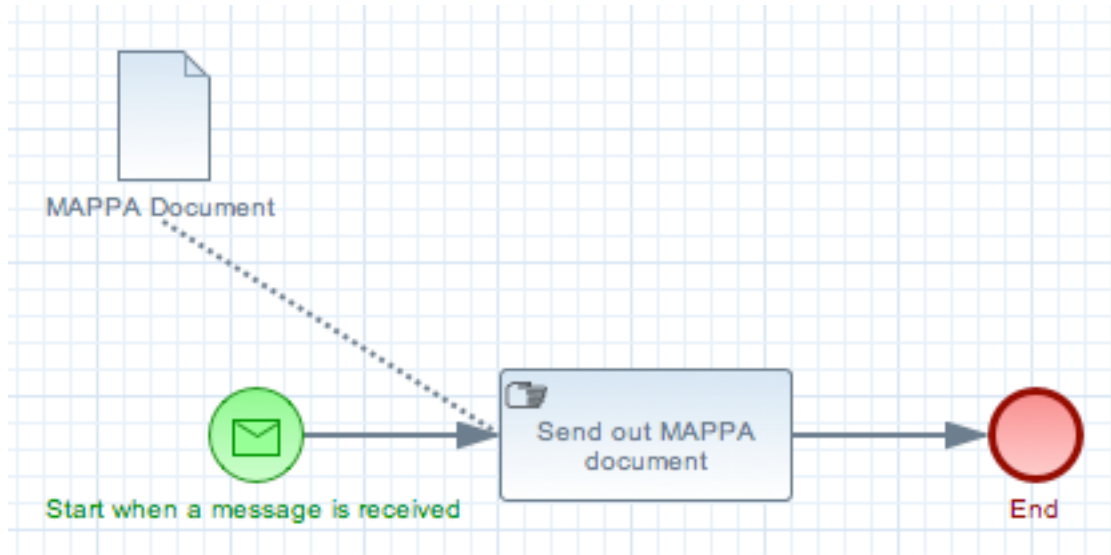 MAPPA Document
Send out MAPPA
document
Start when a message is received
End